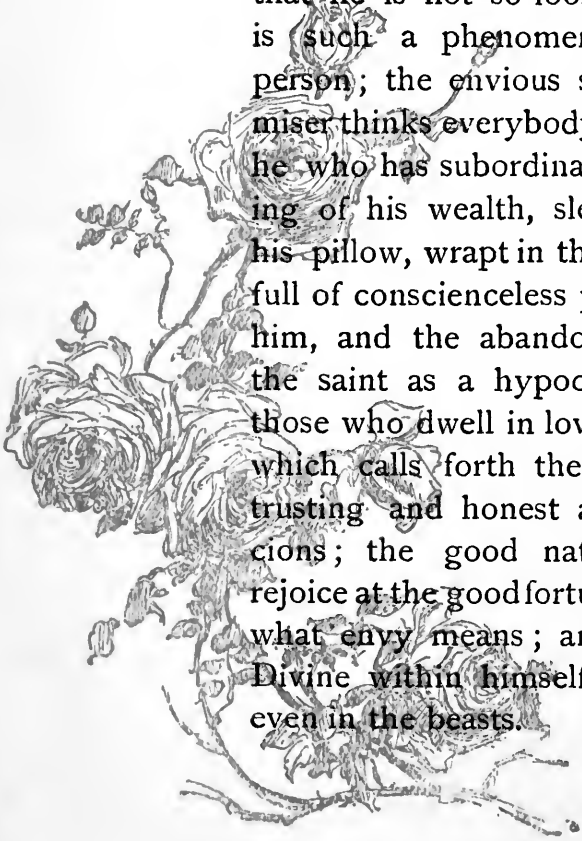 that he is not so foo
is such a phenomen
person; the envious s
miser thinks everybody
he who has subordina
ing of his wealth, sle
his pillow, wrapt in th
full of conscienceless
him, and the abando
the saint as a hypoc
those who dwell in lov
which calls forth the
trusting and honest a
cions; the good nat
rejoice at the good fortu
what envy means; an
Divine within himself
even in the beasts.